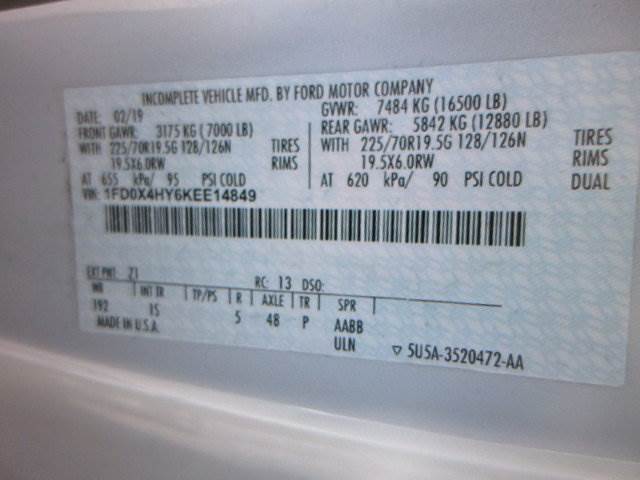 INCOMPLETE VEHICLE MFD. BY FORD MOTOR COMPANY
DATE: 02/19 GVWR: 7484 KG (16500 LB)
FRONT GAWR: 3175 KG (7000 LB) REAR GAWR: 5842 KG (12880 LB)
WITH 225/70R19.5G 128/126N TIRES WITH 225/70R19.5G 128/126N TIRES
19.5X6.0RW RIMS 19.5X6.0RW RIMS
AT 655 kPa/ 95 PSI COLD AT 620 kPa/ 90 PSI COLD DUAL
VIN: 1FD0X4HY6KEE14849
EXT PNT: Z1 RC: 13 DSO:
WB INT TR TP/PS R AXLE TR SPR
192 IS 5 48 P AABB
MADE IN U.S.A. ULN ▽ 5U5A-3520472-AA